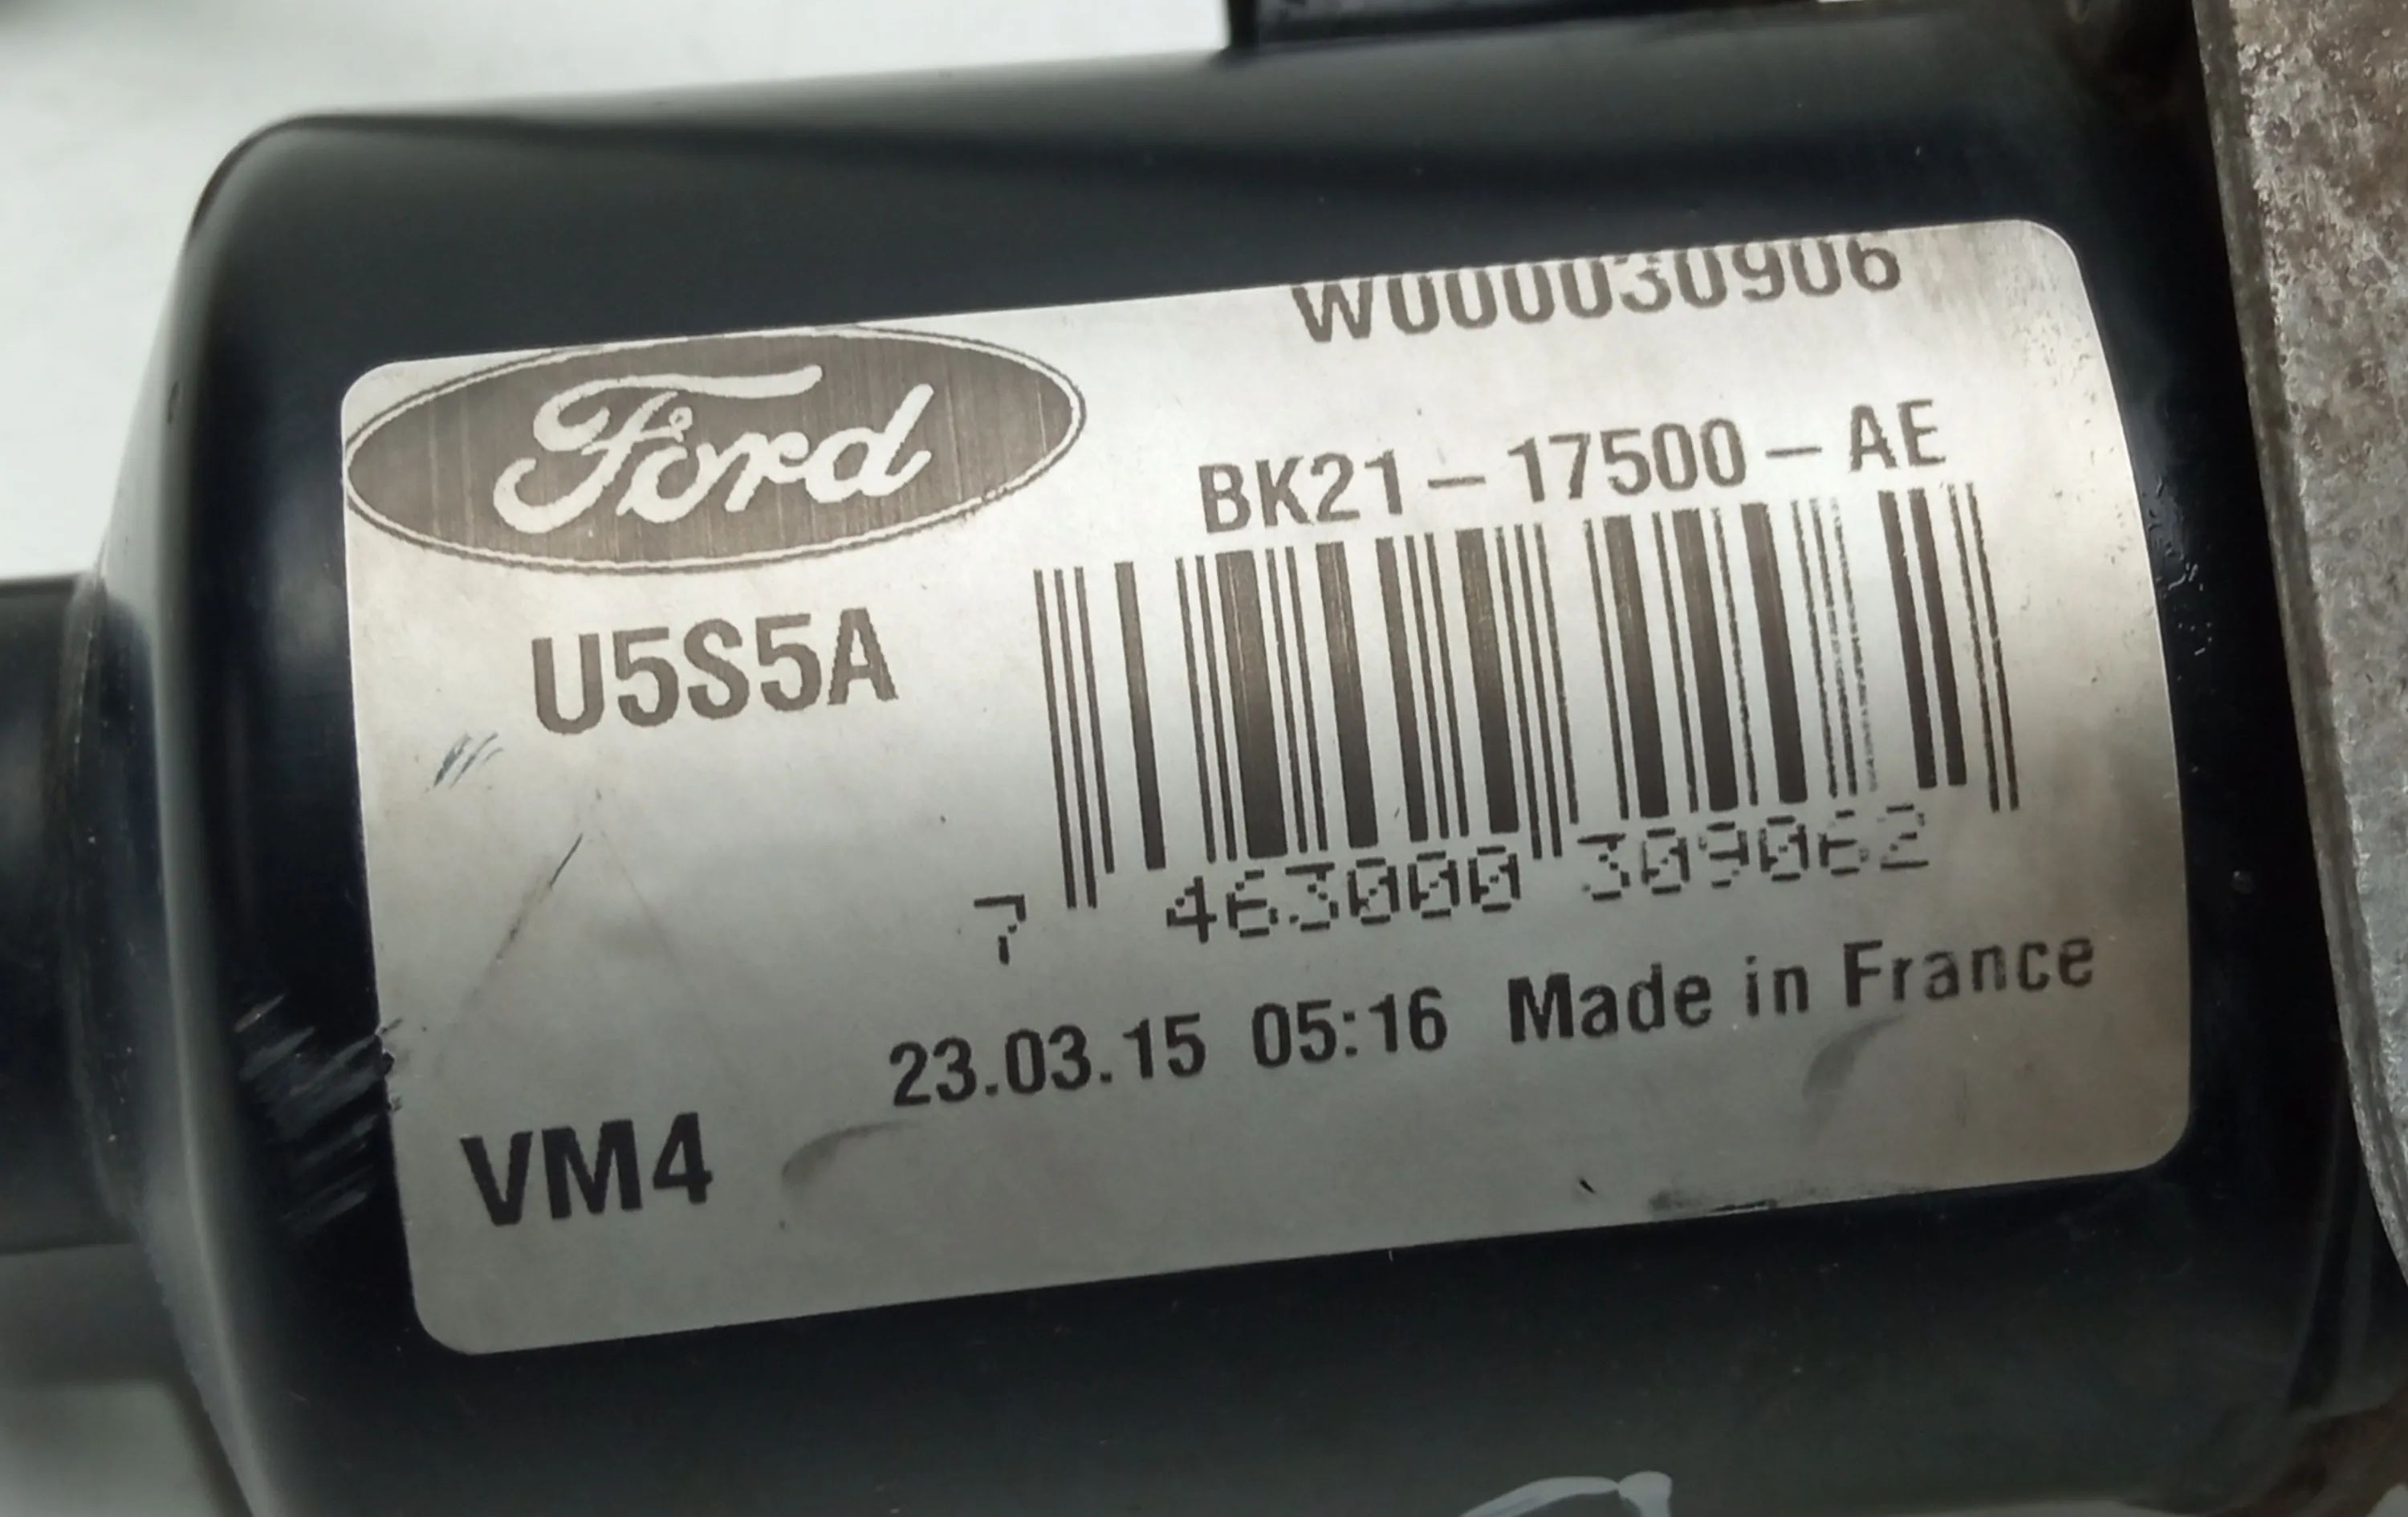 W000030906
Ford
BK21-17500-AE
U5S5A
7 463000 309062
23.03.15 05:16 Made in France
VM4